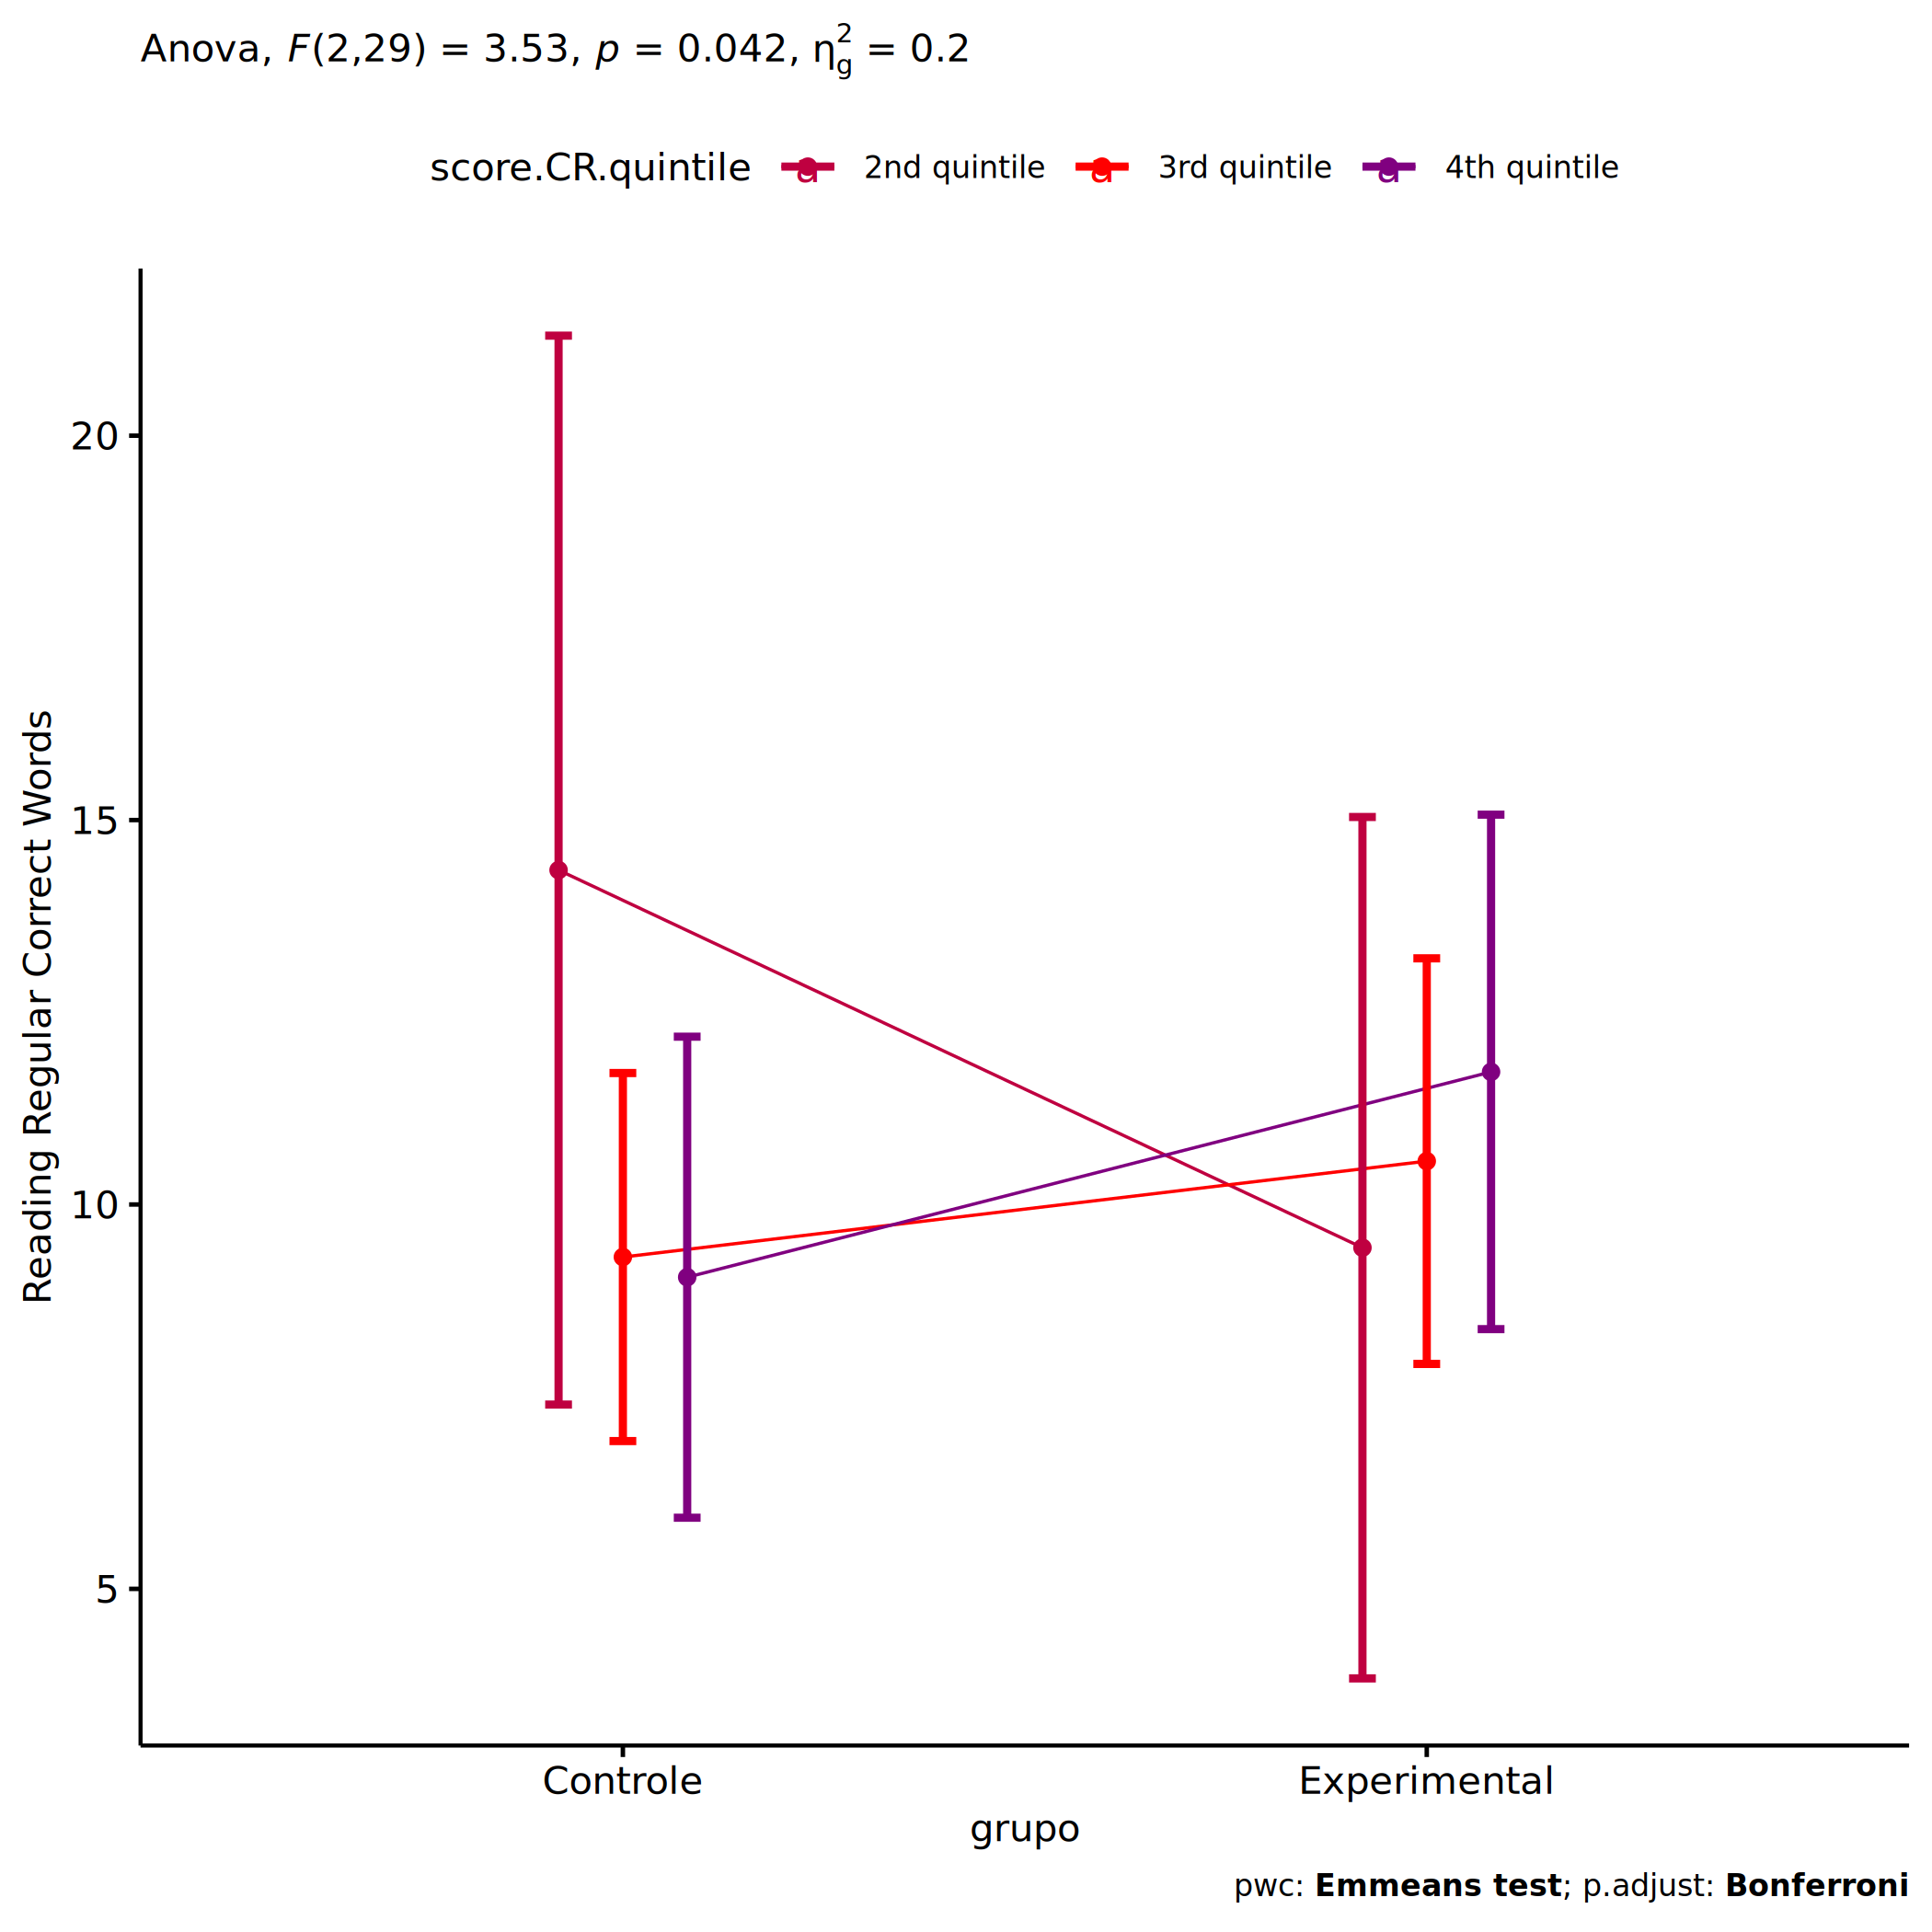 Anova, F(2,29) = 3.53, p = 0.042, η²g = 0.2
score.CR.quintile a 2nd quintile a 3rd quintile a 4th quintile
Reading Regular Correct Words
20
15
10
5
Controle Experimental
grupo
pwc: Emmeans test; p.adjust: Bonferroni